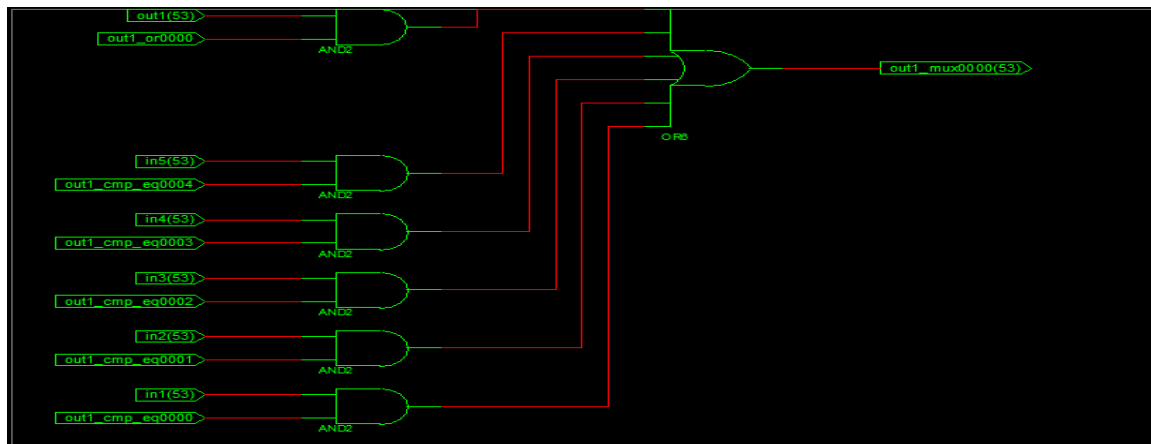 out1(53)
out1_or0000
AND2
out1_mux0000(53)
OR6
in5(53)
out1_cmp_eq0004
AND2
in4(53)
out1_cmp_eq0003
AND2
in3(53)
out1_cmp_eq0002
AND2
in2(53)
out1_cmp_eq0001
AND2
in1(53)
out1_cmp_eq0000
AND2